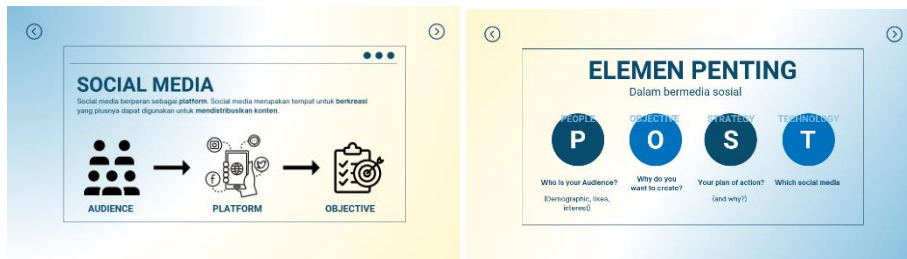 SOCIAL MEDIA
Social media berperan sebagai platform. Social media merupakan tempat untuk berkreasi
yang plusnya dapat digunakan untuk mendistribusikan konten.
AUDIENCE
PLATFORM
OBJECTIVE
ELEMEN PENTING
Dalam bermedia sosial
PEOPLE OBJECTIVE STRATEGY TECHNOLOGY
P O S T
Who is your Audience?
(Demographic, likes,
interest)
Why do you
want to create?
Your plan of action?
(and why?)
Which social media